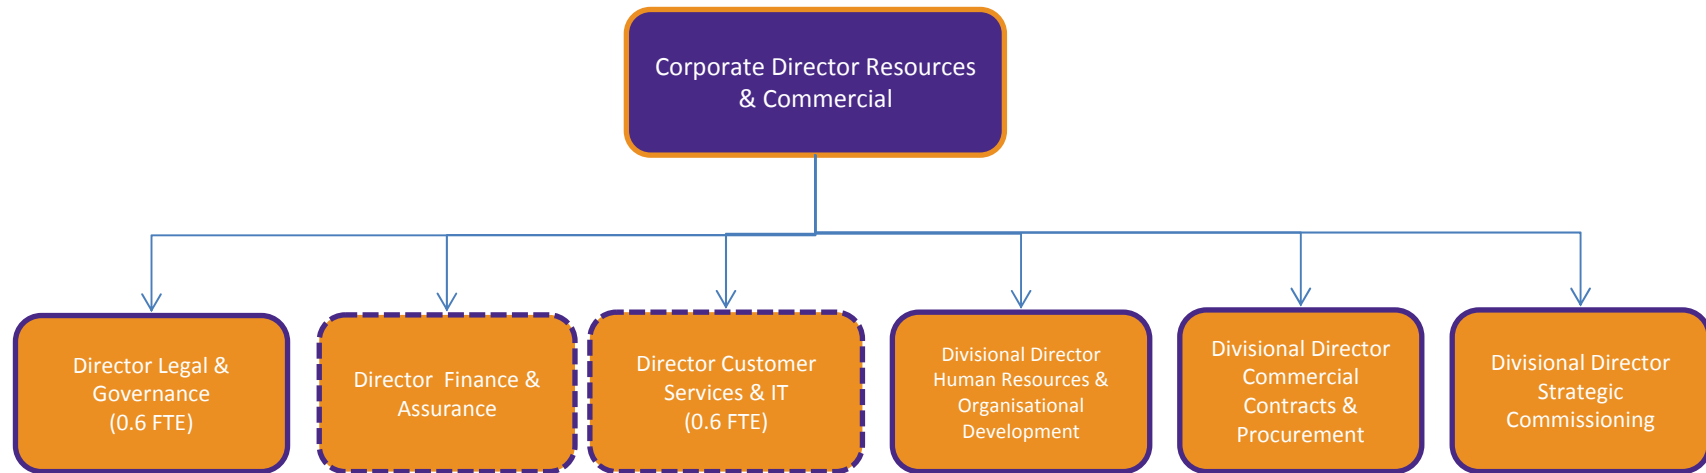 Corporate Director Resources
& Commercial
Director Legal &
Governance
(0.6 FTE)
Director  Finance &
Assurance
Director Customer
Services & IT
(0.6 FTE)
Divisional Director
Human Resources &
Organisational
Development
Divisional Director
Commercial
Contracts &
Procurement
Divisional Director
Strategic
Commissioning